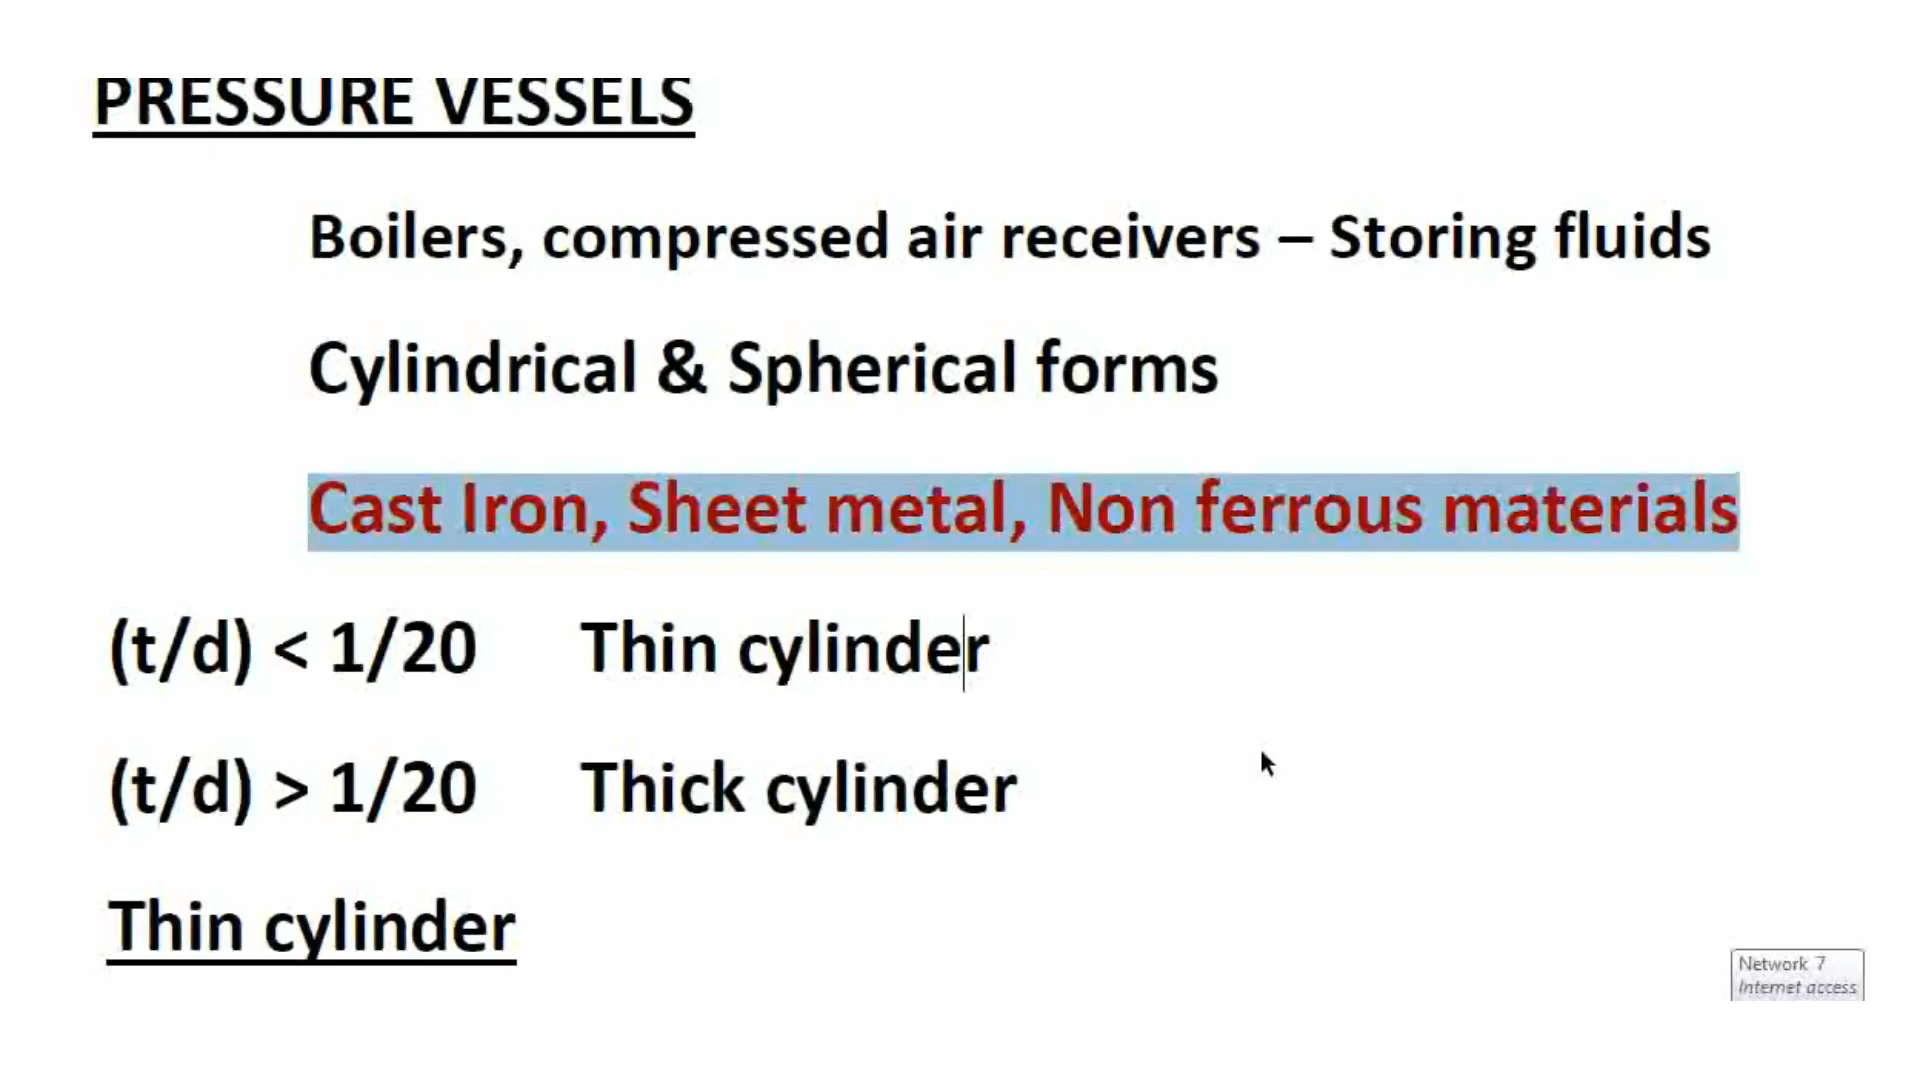 PRESSURE VESSELS
Boilers, compressed air receivers – Storing fluids
Cylindrical & Spherical forms
Cast Iron, Sheet metal, Non ferrous materials
(t/d) < 1/20 Thin cylinder
(t/d) > 1/20 Thick cylinder
Thin cylinder
Network 7
Internet access